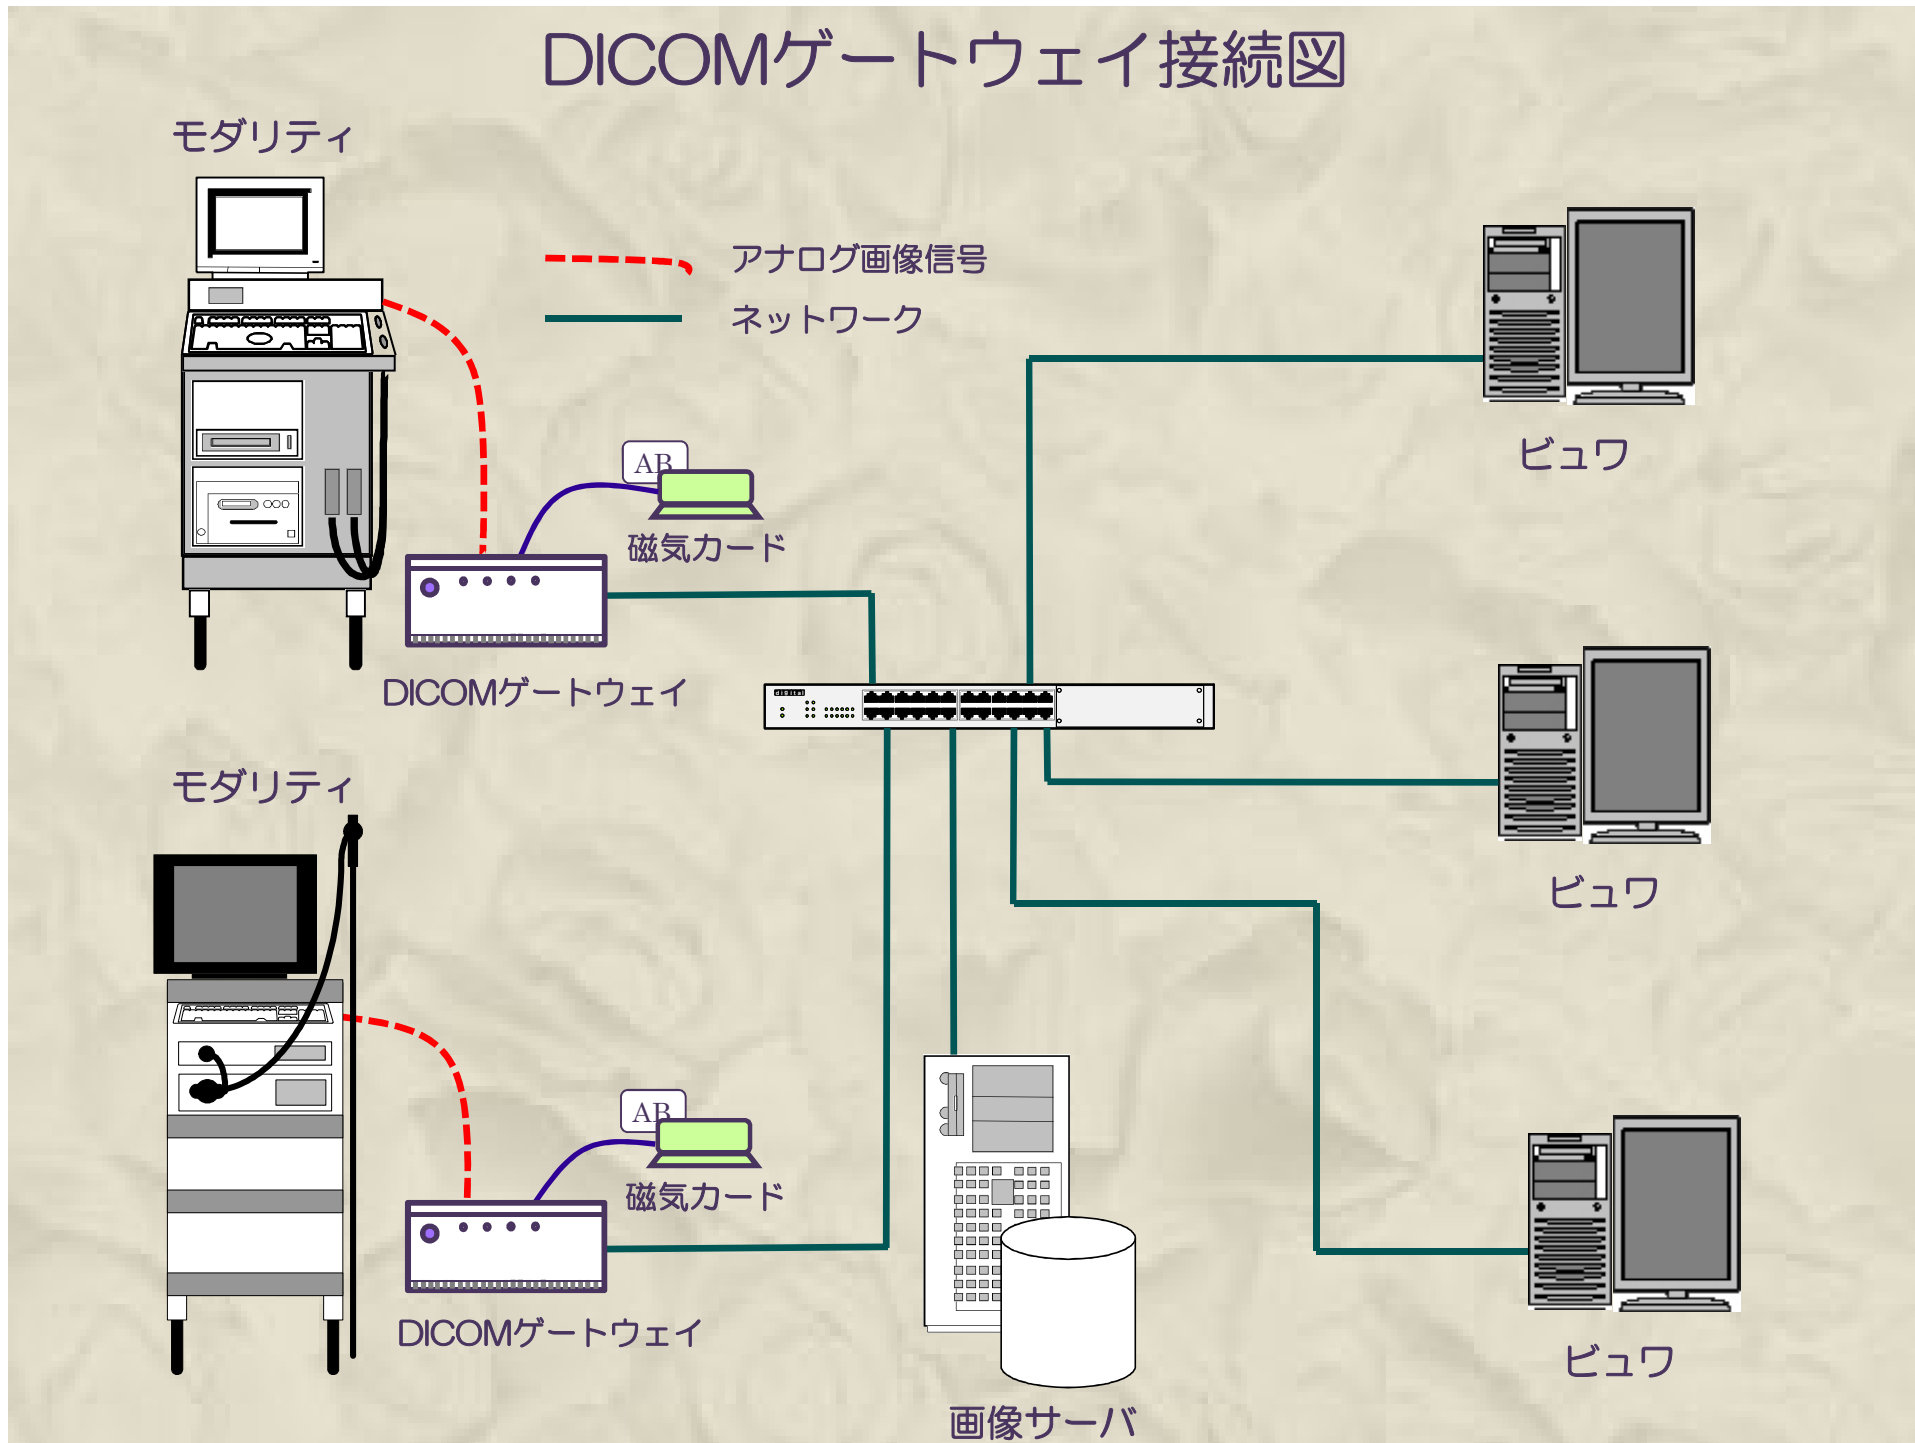 DICOMゲートウェイ接続図
モダリティ
アナログ画像信号
ネットワーク
ビュワ
AB
磁気カード
DICOMゲートウェイ
digital
モダリティ
ビュワ
AB
磁気カード
DICOMゲートウェイ
ビュワ
画像サーバ